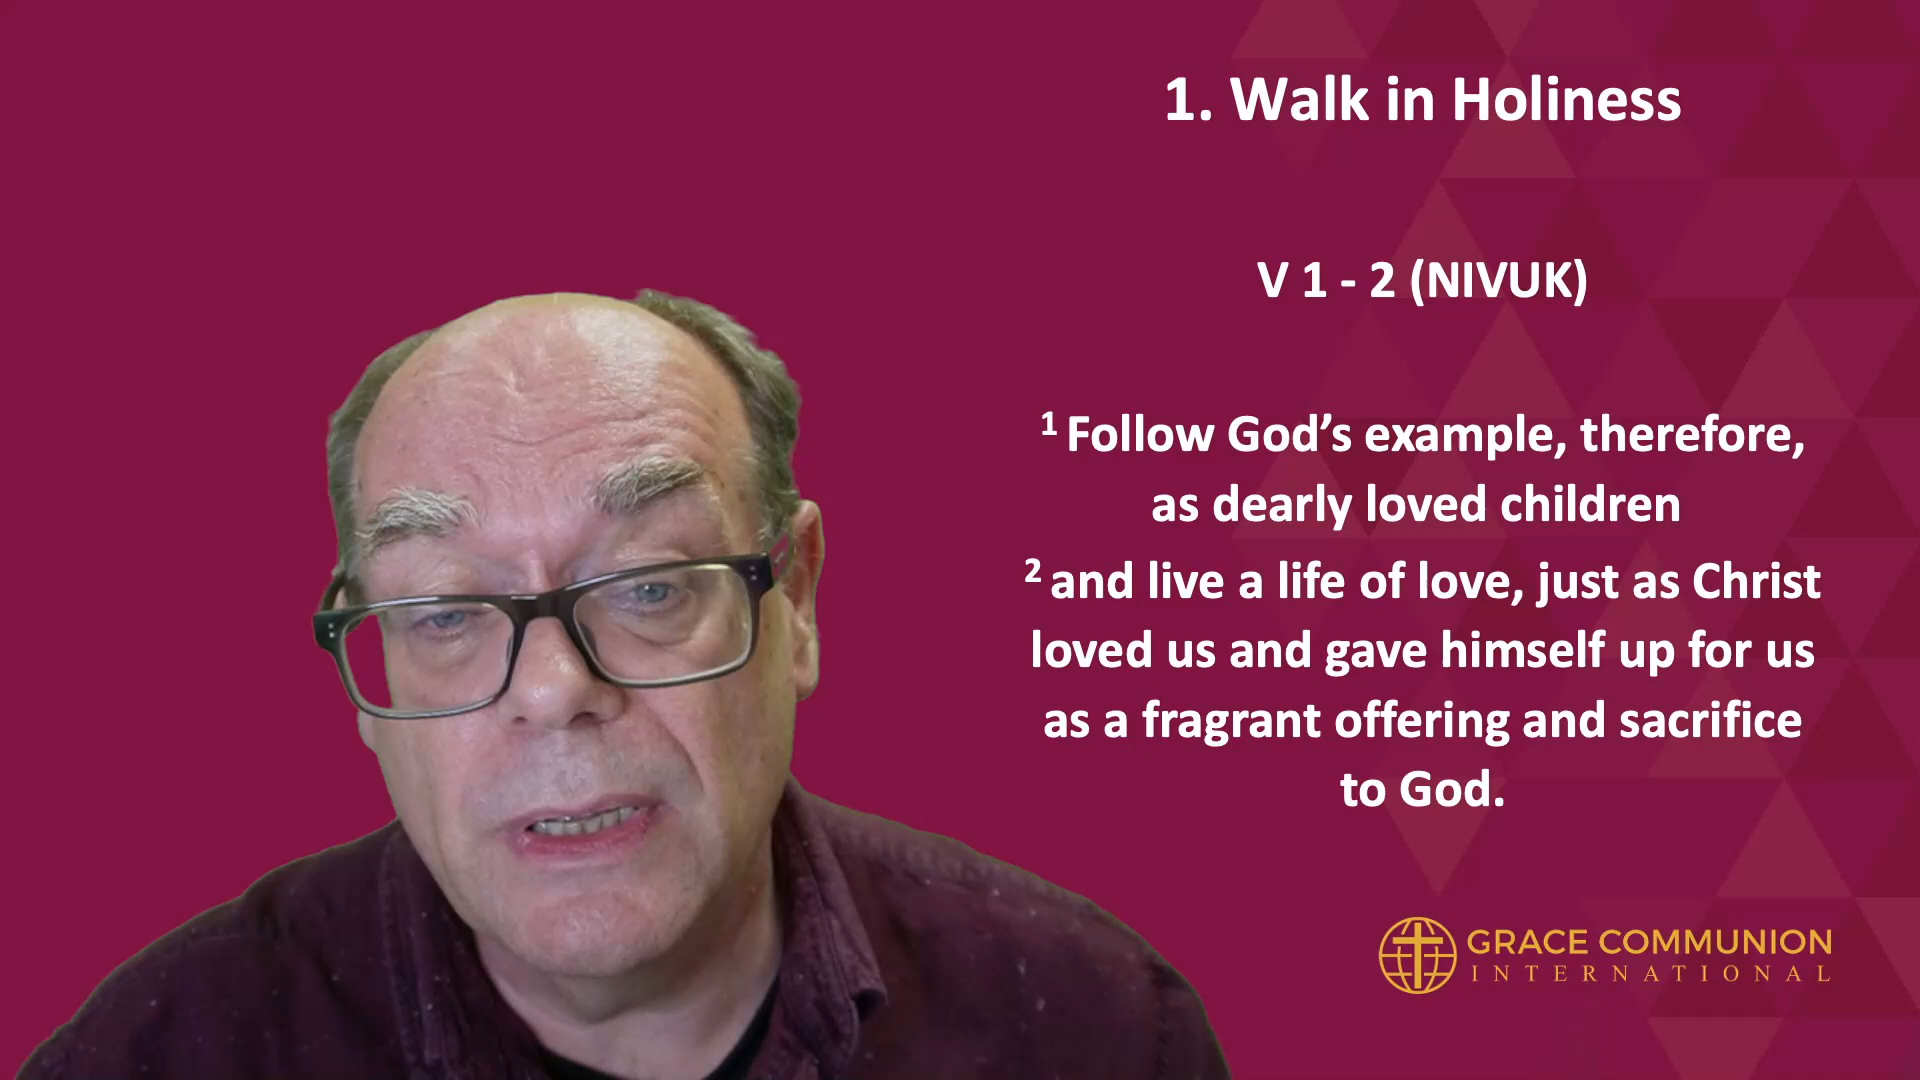 1. Walk in Holiness
V 1 - 2 (NIVUK)
1 Follow God’s example, therefore,
as dearly loved children
2 and live a life of love, just as Christ
loved us and gave himself up for us
as a fragrant offering and sacrifice
to God.
GRACE COMMUNION
INTERNATIONAL